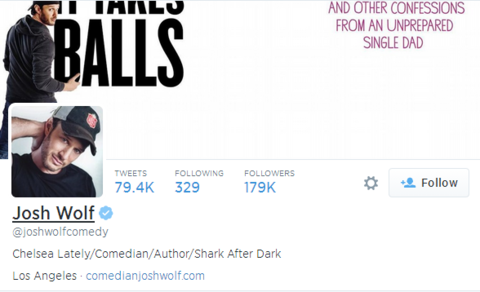 IT TAKES
BALLS
AND OTHER CONFESSIONS
FROM AN UNPREPARED
SINGLE DAD
TWEETS
79.4K
FOLLOWING
329
FOLLOWERS
179K
Follow
Josh Wolf
@joshwolfcomedy
Chelsea Lately/Comedian/Author/Shark After Dark
Los Angeles · comedianjoshwolf.com